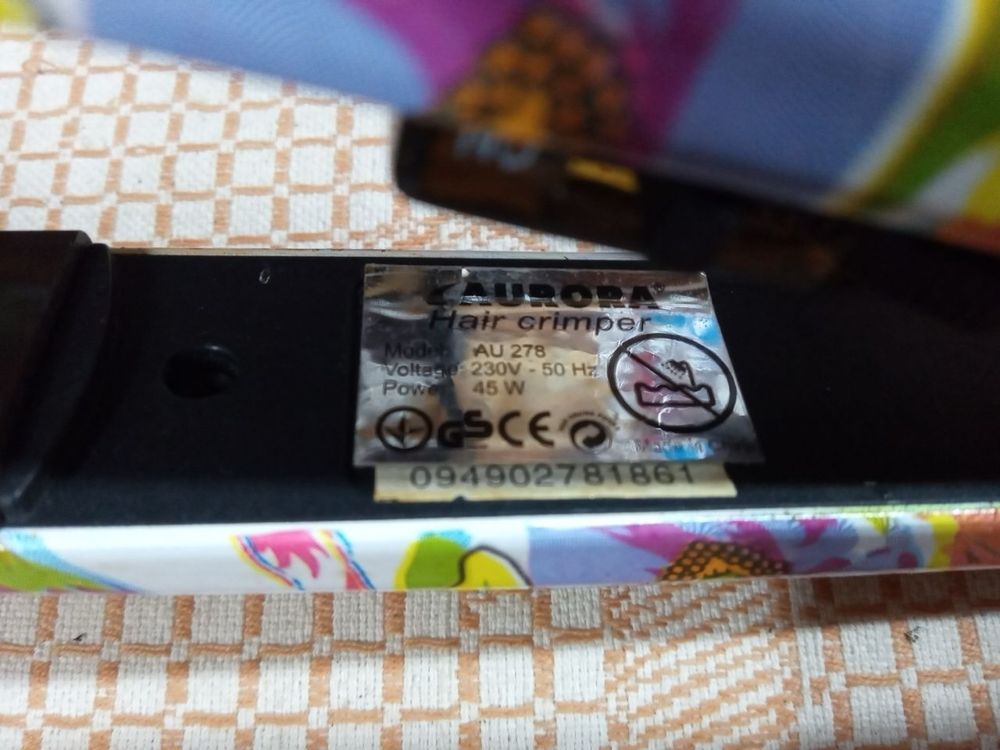 AURORA
Hair crimper
Model: AU 278
Voltage: 230V - 50 Hz
Power 45 W
GS CE
094902781861